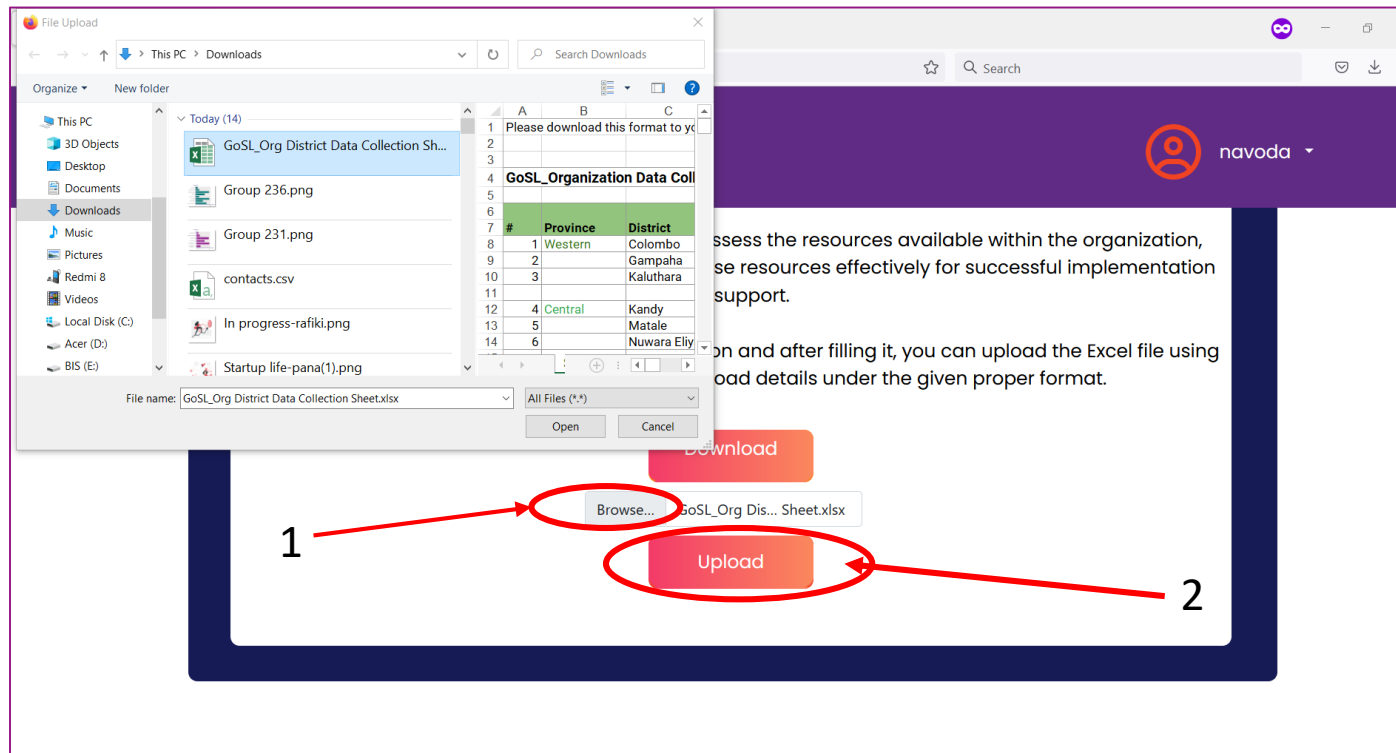 File Upload
This PC > Downloads
Search Downloads
Search
Organize
New folder
This PC
3D Objects
Desktop
Documents
Downloads
Music
Pictures
Redmi 8
Videos
Local Disk (C:)
Acer (D:)
BIS (E:)
Today (14)
GoSL_Org District Data Collection Sh...
Group 236.png
Group 231.png
contacts.csv
In progress-rafiki.png
Startup life-pana(1).png
A B C
1 Please download this format to yo
2
3
4 GoSL_Organization Data Coll
5
6
7 # Province District
8 1 Western Colombo
9 2 Gampaha
10 3 Kaluthara
11
12 4 Central Kandy
13 5 Matale
14 6 Nuwara Eliy
File name: GoSL_Org District Data Collection Sheet.xlsx
All Files (*.*)
Open
Cancel
navoda
ssess the resources available within the organization,
se resources effectively for successful implementation
support.
on and after filling it, you can upload the Excel file using
oad details under the given proper format.
Download
Browse... GoSL_Org Dis... Sheet.xlsx
Upload
1
2